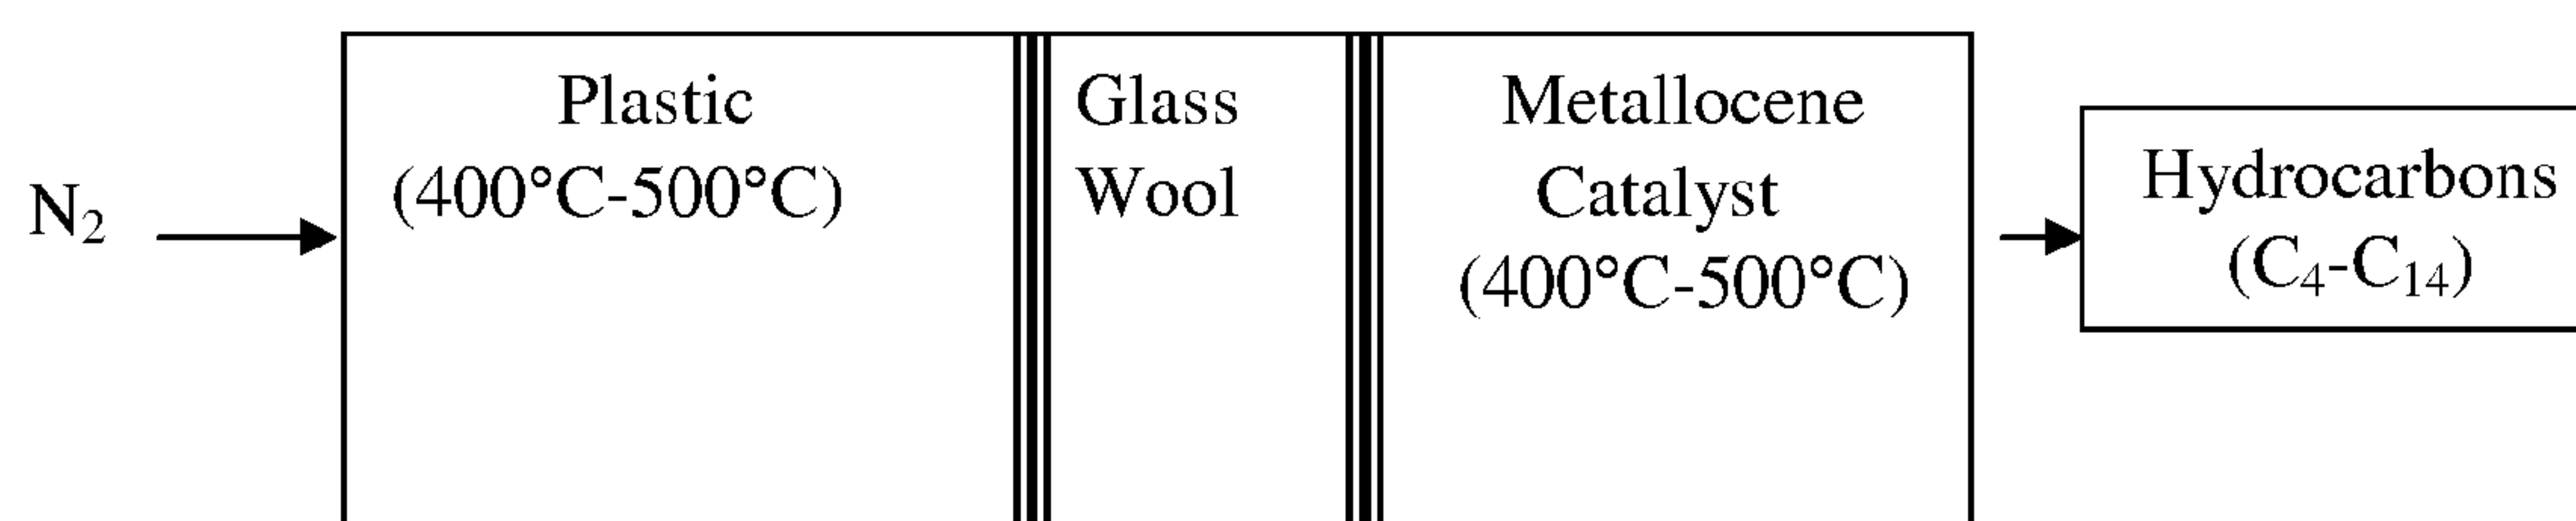 N₂
Plastic
(400°C-500°C)
Glass
Wool
Metallocene
Catalyst
(400°C-500°C)
Hydrocarbons
(C₄-C₁₄)